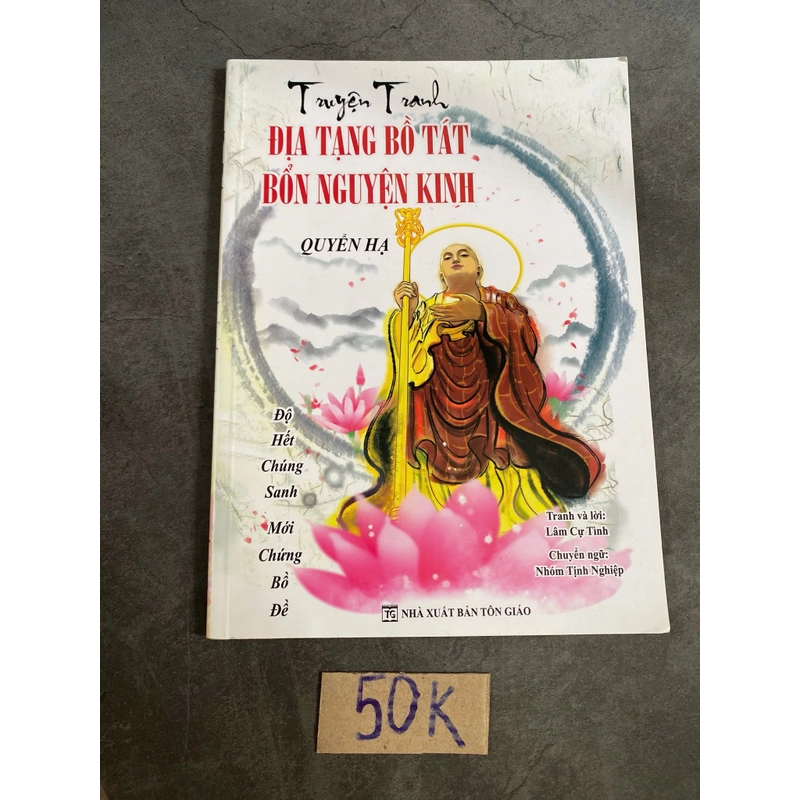 Truyện Tranh
ĐỊA TẠNG BỒ TÁT
BỔN NGUYỆN KINH
QUYỂN HẠ
Độ
Hết
Chúng
Sanh
Mới
Chứng
Bồ
Đề
Tranh và lời:
Lâm Cự Tinh
Chuyển ngữ:
Nhóm Tịnh Nghiệp
TG NHÀ XUẤT BẢN TÔN GIÁO
50K